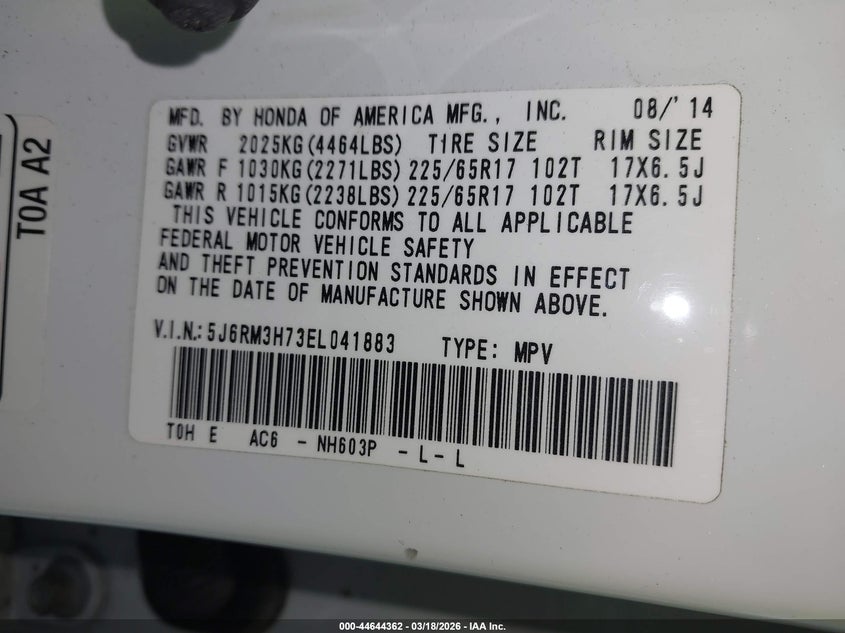 MFD. BY HONDA OF AMERICA MFG., INC. 08/'14
GVWR 2025KG(4464LBS) TIRE SIZE RIM SIZE
GAWR F 1030KG(2271LBS) 225/65R17 102T 17X6.5J
GAWR R 1015KG(2238LBS) 225/65R17 102T 17X6.5J
THIS VEHICLE CONFORMS TO ALL APPLICABLE
FEDERAL MOTOR VEHICLE SAFETY
AND THEFT PREVENTION STANDARDS IN EFFECT
ON THE DATE OF MANUFACTURE SHOWN ABOVE.
V.I.N.: 5J6RM3H73EL041883 TYPE: MPV
T0H E AC6 - NH603P - L - L
T0A A2
000-44644362 | 03/18/2026 - IAA Inc.